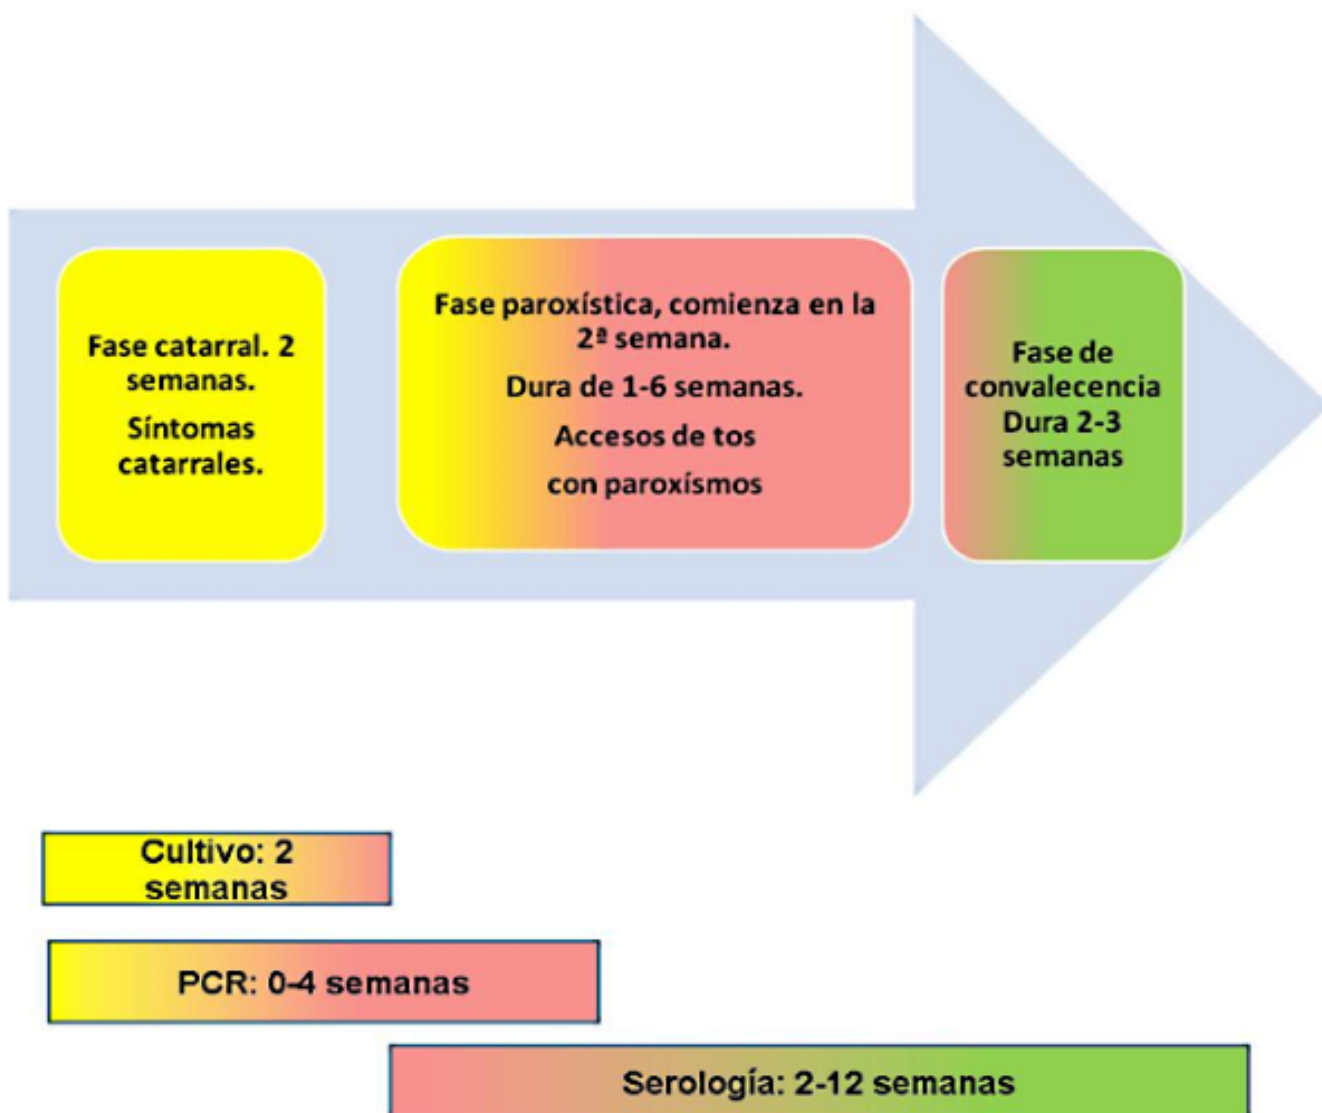 Fase catarral. 2
semanas.
Síntomas
catarrales.
Fase paroxística, comienza en la
2ª semana.
Dura de 1-6 semanas.
Accesos de tos
con paroxísmos
Fase de
convalecencia
Dura 2-3
semanas
Cultivo: 2
semanas
PCR: 0-4 semanas
Serología: 2-12 semanas